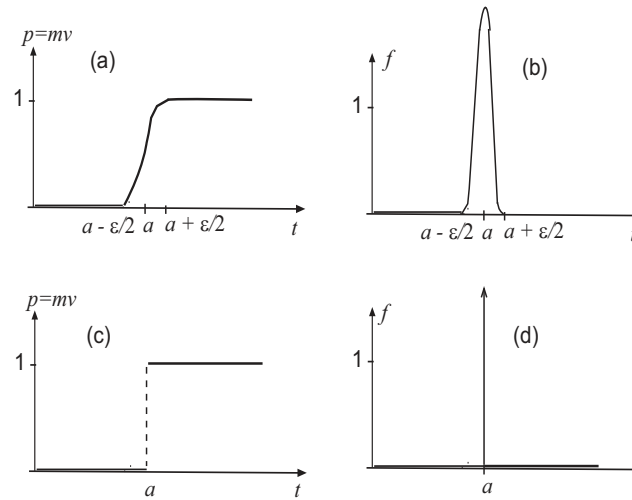 p=mv
(a)
1
a - ε/2 a a + ε/2
t
f
(b)
1
a - ε/2 a a + ε/2
t
p=mv
(c)
1
a
t
f
(d)
1
a
t